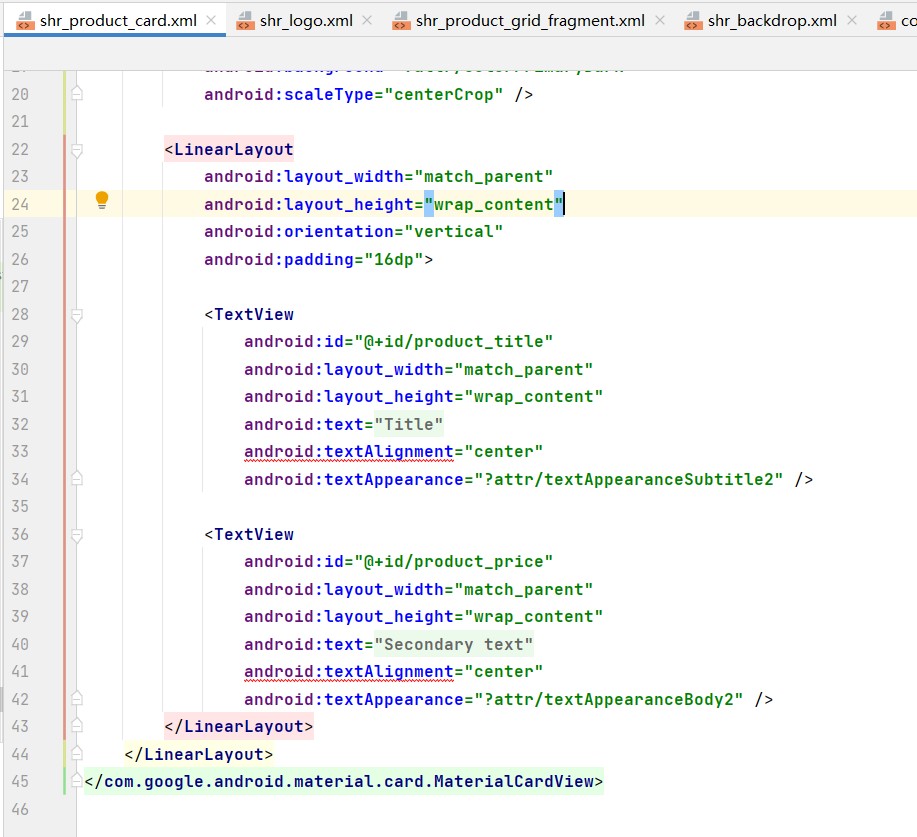 shr_product_card.xml shr_logo.xml shr_product_grid_fragment.xml shr_backdrop.xml co
20 android:scaleType="centerCrop" />
21
22 <LinearLayout
23 android:layout_width="match_parent"
24 android:layout_height="wrap_content"
25 android:orientation="vertical"
26 android:padding="16dp">
27
28 <TextView
29 android:id="@+id/product_title"
30 android:layout_width="match_parent"
31 android:layout_height="wrap_content"
32 android:text="Title"
33 android:textAlignment="center"
34 android:textAppearance="?attr/textAppearanceSubtitle2" />
35
36 <TextView
37 android:id="@+id/product_price"
38 android:layout_width="match_parent"
39 android:layout_height="wrap_content"
40 android:text="Secondary text"
41 android:textAlignment="center"
42 android:textAppearance="?attr/textAppearanceBody2" />
43 </LinearLayout>
44 </LinearLayout>
45 </com.google.android.material.card.MaterialCardView>
46